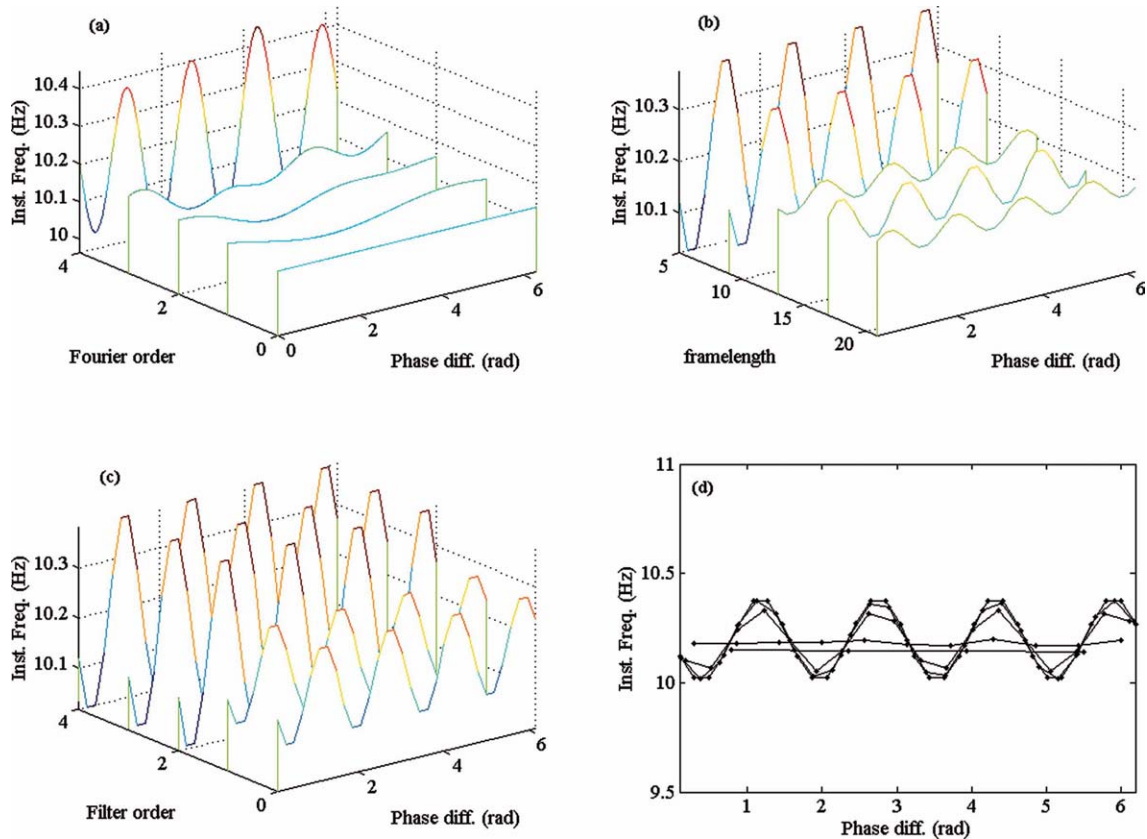 (a)
Inst. Freq. (Hz)
10.4
10.3
10.2
10.1
10
4
2
0
0
2
4
6
Fourier order
Phase diff. (rad)
(b)
Inst. Freq. (Hz)
10.3
10.2
10.1
5
10
15
20
2
4
6
framelength
Phase diff. (rad)
(c)
Inst. Freq. (Hz)
10.3
10.2
10.1
4
2
0
2
4
6
Filter order
Phase diff. (rad)
(d)
Inst. Freq. (Hz)
11
10.5
10
9.5
1 2 3 4 5 6
Phase diff. (rad)